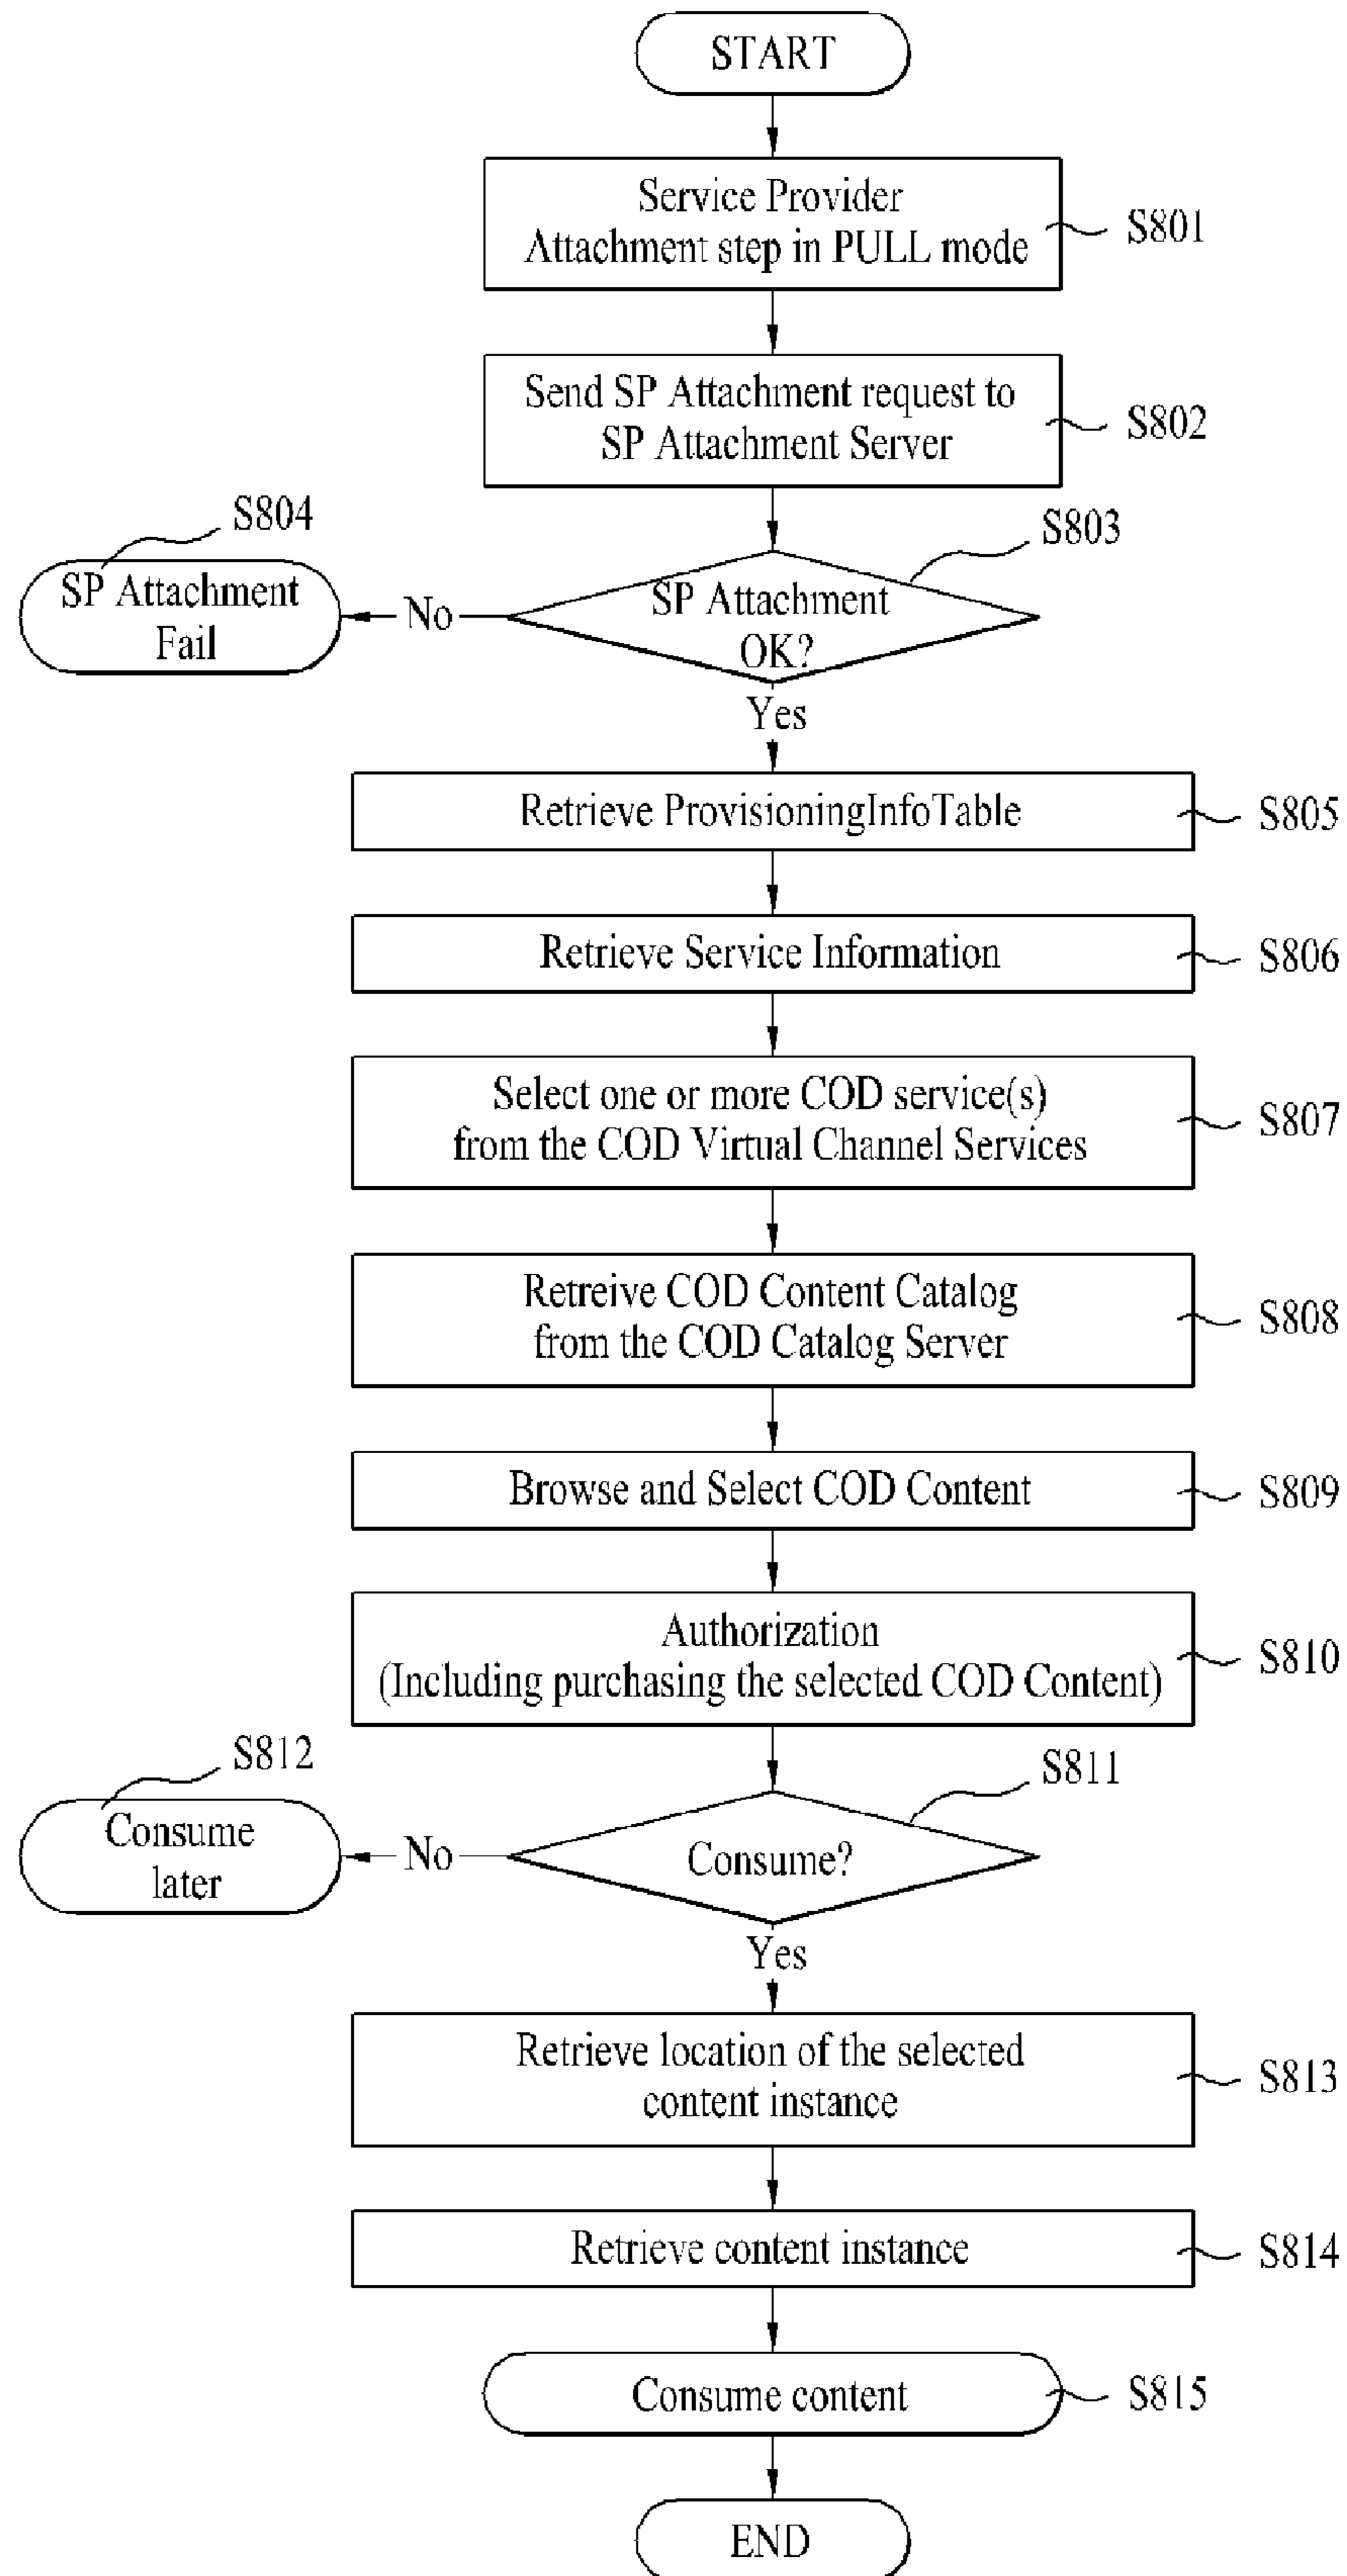 START
Service Provider
Attachment step in PULL mode
S801
Send SP Attachment request to
SP Attachment Server
S802
S804
S803
SP Attachment
Fail
No
SP Attachment
OK?
Yes
Retrieve ProvisioningInfoTable
S805
Retrieve Service Information
S806
Select one or more COD service(s)
from the COD Virtual Channel Services
S807
Retreive COD Content Catalog
from the COD Catalog Server
S808
Browse and Select COD Content
S809
Authorization
(Including purchasing the selected COD Content)
S810
S812
S811
Consume
later
No
Consume?
Yes
Retrieve location of the selected
content instance
S813
Retrieve content instance
S814
Consume content
S815
END